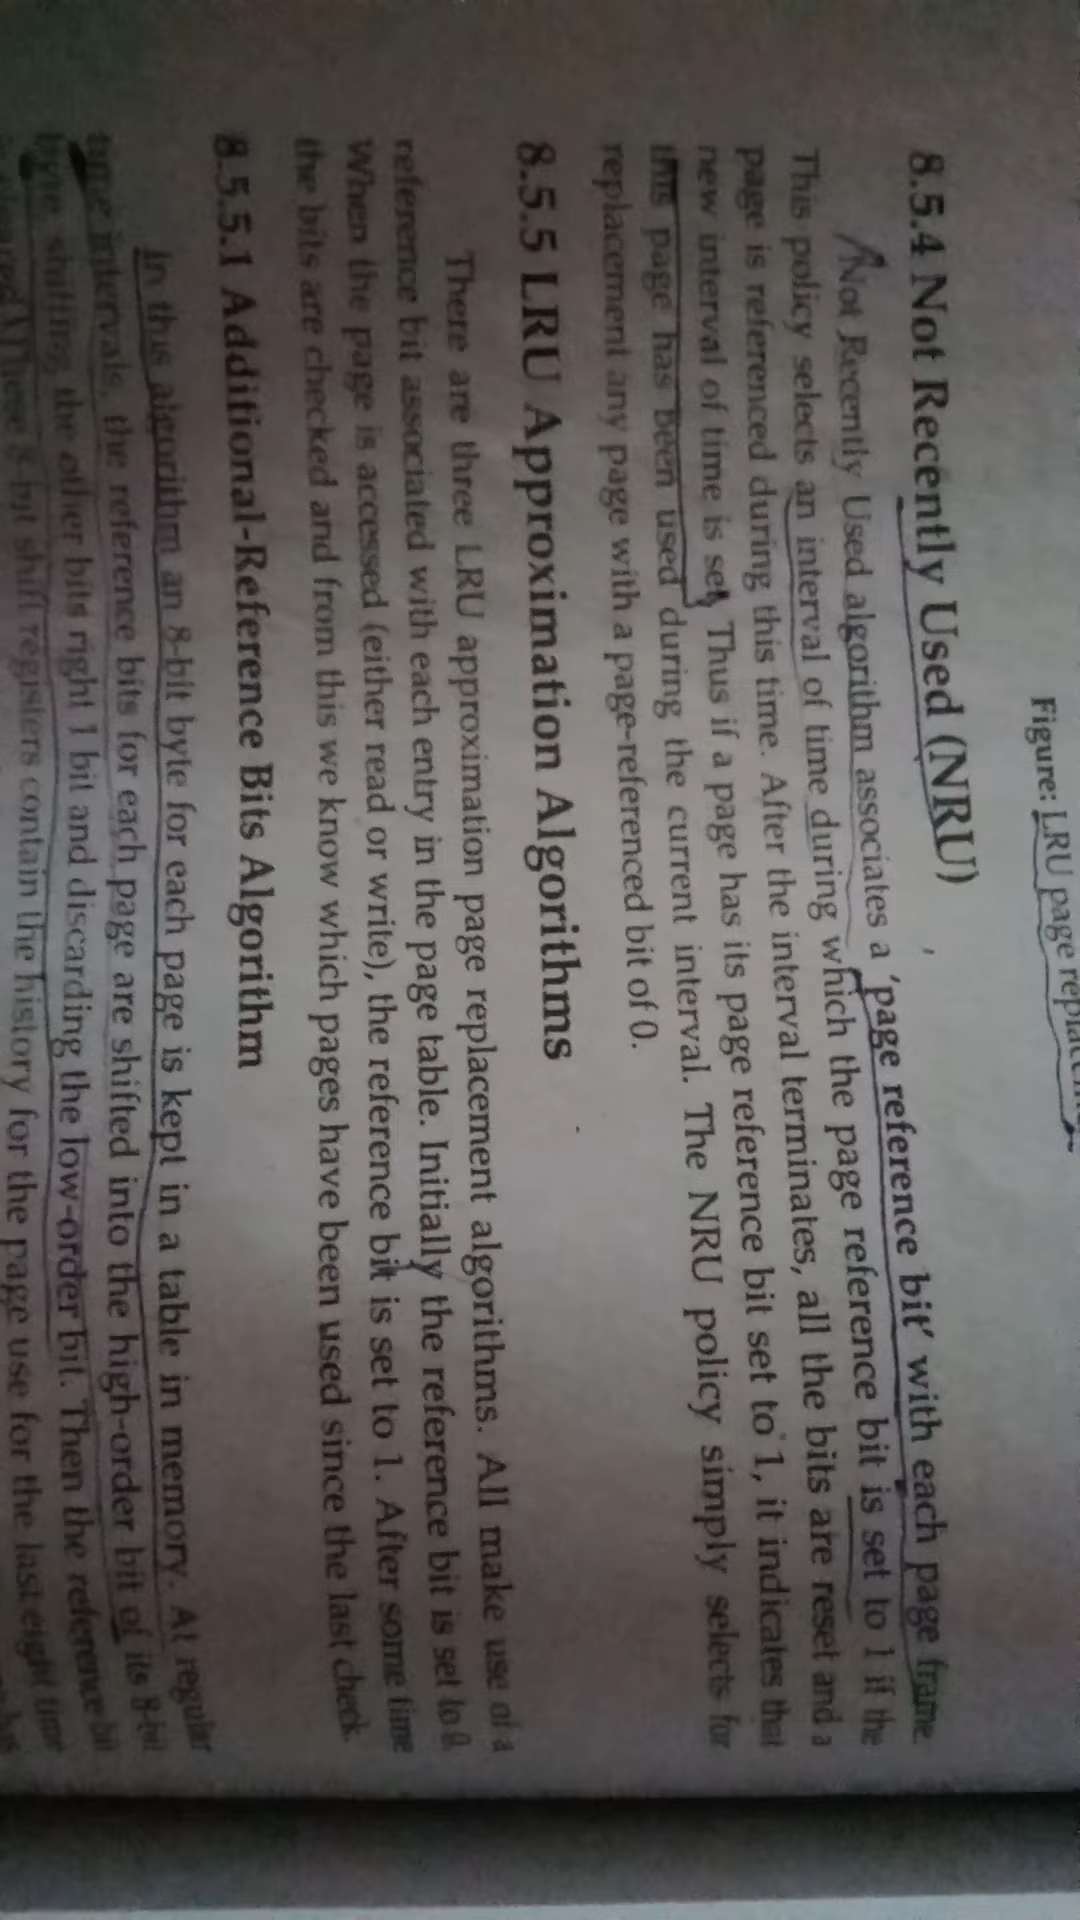 Figure: LRU page
8.5.4 Not Recently Used (NRU)
Not Recently Used algorithm associates a 'page reference bit' with each page frame.
This policy selects an interval of time during which the page reference bit is set to 1 if the
page is referenced during this time. After the interval terminates, all the bits are reset and a
new interval of time is set. Thus if a page has its page reference bit set to 1, it indicates that
this page has been used during the current interval. The NRU policy simply selects for
replacement any page with a page-referenced bit of 0.
8.5.5 LRU Approximation Algorithms
There are three LRU approximation page replacement algorithms. All make use of a
reference bit associated with each entry in the page table. Initially the reference bit is set to 0.
When the page is accessed (either read or write), the reference bit is set to 1. After some time
the bits are checked and from this we know which pages have been used since the last check.
8.5.5.1 Additional-Reference Bits Algorithm
In this algorithm an 8-bit byte for each page is kept in a table in memory. At regular
time intervals, the reference bits for each page are shifted into the high-order bit of its 8-bit
byte shifting the other bits right 1 bit and discarding the low-order bit. Then the reference bit
These 8-bit shift registers contain the history for the page use for the last eight time